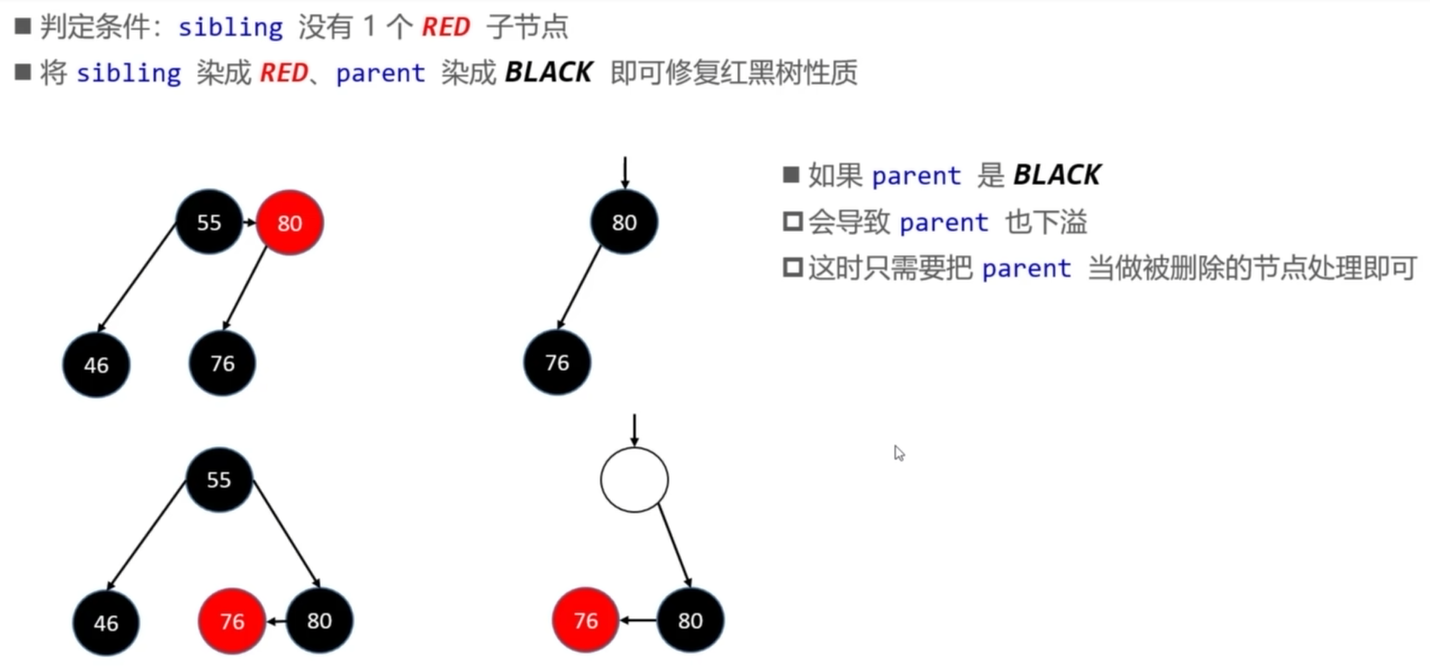 判定条件：sibling 没有 1 个 RED 子节点
将 sibling 染成 RED、parent 染成 BLACK 即可修复红黑树性质
如果 parent 是 BLACK
会导致 parent 也下溢
这时只需要把 parent 当做被删除的节点处理即可
55 80
46 76
80
76
55
46 76 80
76 80